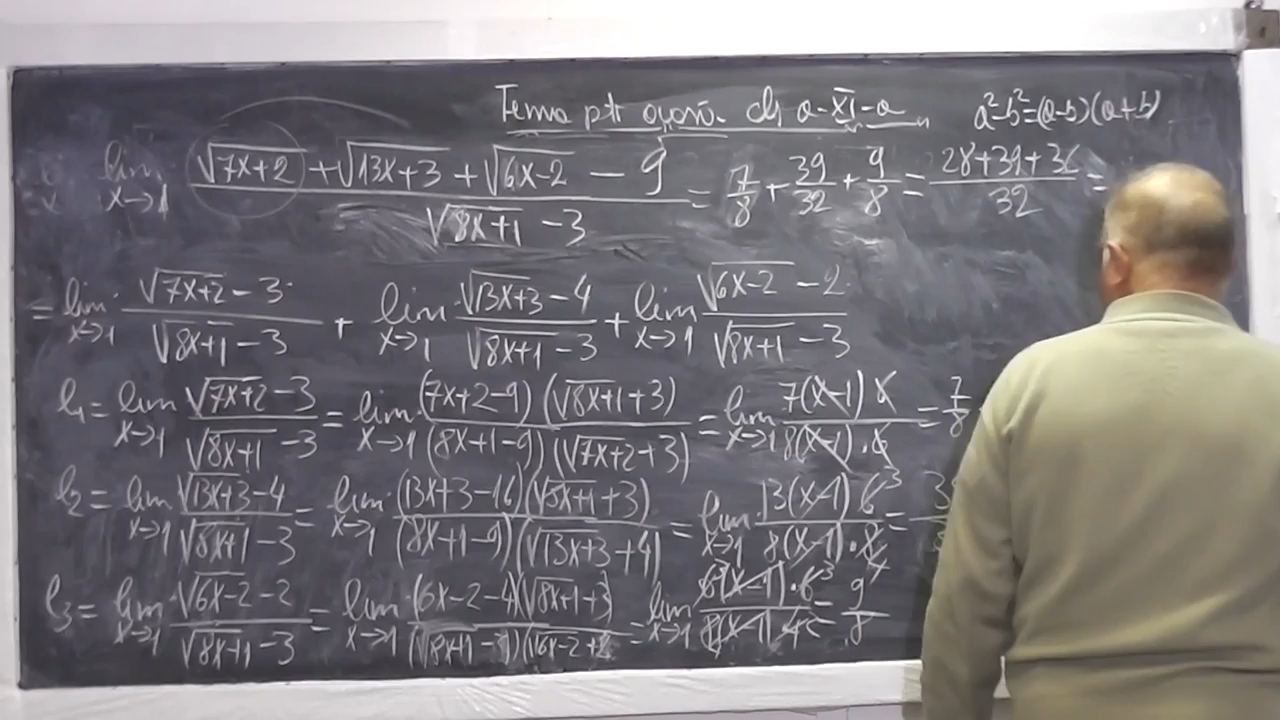 Tema ptr acasă. cls a-XI-a
a²-b²=(a-b)(a+b)
lim x→1 (√(7x+2) + √(13x+3) + √(6x-2) - 9)/(√(8x+1) - 3) = 7/8 + 39/32 + 9/8 = (28+39+36)/32 =
= lim x→1 (√(7x+2) - 3)/(√(8x+1) - 3) + lim x→1 (√(13x+3) - 4)/(√(8x+1) - 3) + lim x→1 (√(6x-2) - 2)/(√(8x+1) - 3)
l₁ = lim x→1 (√(7x+2) - 3)/(√(8x+1) - 3) = lim x→1 (7x+2-9)(√(8x+1)+3)/((8x+1-9)(√(7x+2)+3)) = lim x→1 7(x-1)6/(8(x-1)·6) = 7/8
l₂ = lim x→1 (√(13x+3) - 4)/(√(8x+1) - 3) = lim x→1 (13x+3-16)(√(8x+1)+3)/((8x+1-9)(√(13x+3)+4)) = lim x→1 13(x-1)6³/(8(x-1)·8₄) =
l₃ = lim x→1 (√(6x-2) - 2)/(√(8x+1) - 3) = lim x→1 (6x-2-4)(√(8x+1)+3)/((√(8x+1)-3)(√(6x-2)+2)) = lim x→1 6³(x-1)·6³/(8(x-1)·4) = 9/8